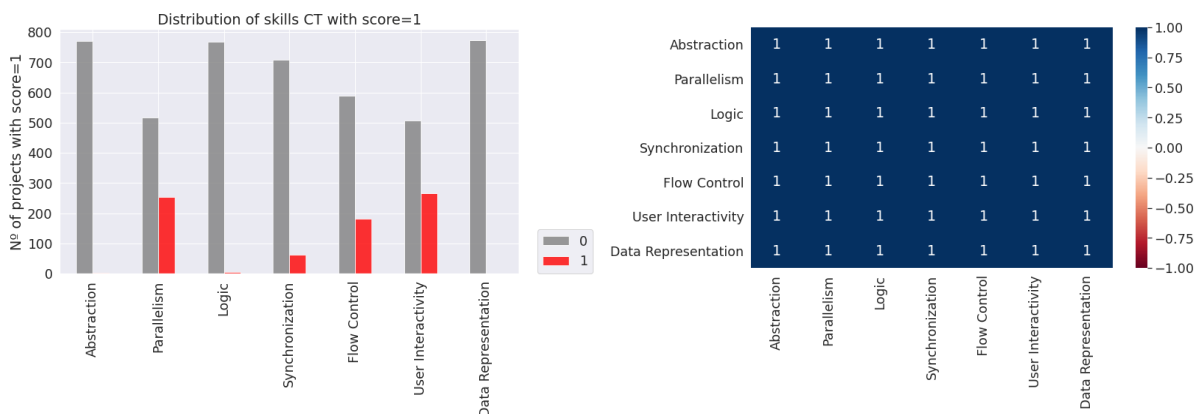 Distribution of skills CT with score=1
Nº of projects with score=1
800
700
600
500
400
300
200
100
0
Abstraction
Parallelism
Logic
Synchronization
Flow Control
User Interactivity
Data Representation
0
1
Abstraction 1 1 1 1 1 1 1
Parallelism 1 1 1 1 1 1 1
Logic 1 1 1 1 1 1 1
Synchronization 1 1 1 1 1 1 1
Flow Control 1 1 1 1 1 1 1
User Interactivity 1 1 1 1 1 1 1
Data Representation 1 1 1 1 1 1 1
Abstraction
Parallelism
Logic
Synchronization
Flow Control
User Interactivity
Data Representation
1.00
0.75
0.50
0.25
0.00
−0.25
−0.50
−0.75
−1.00